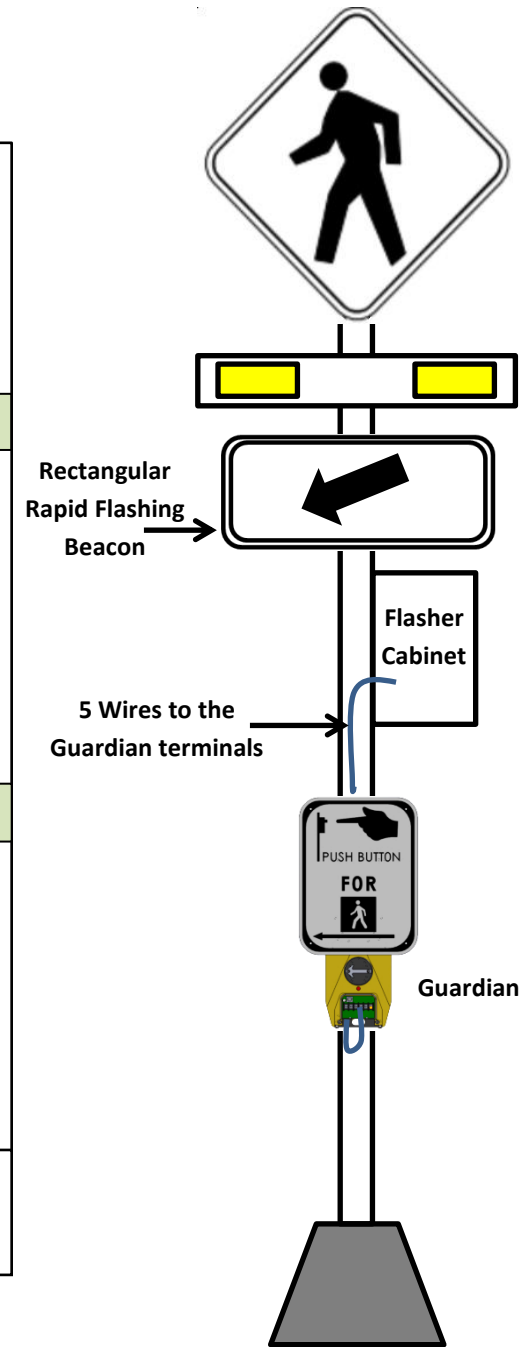 Rectangular
Rapid Flashing
Beacon
Flasher
Cabinet
5 Wires to the
Guardian terminals
PUSH BUTTON
FOR
Guardian